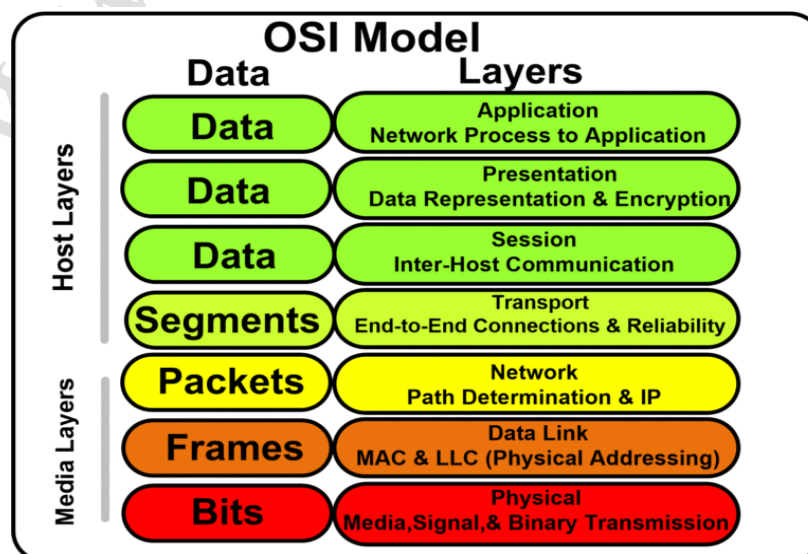 OSI Model
Data Layers
Host Layers
Data
Application
Network Process to Application
Data
Presentation
Data Representation & Encryption
Data
Session
Inter-Host Communication
Segments
Transport
End-to-End Connections & Reliability
Media Layers
Packets
Network
Path Determination & IP
Frames
Data Link
MAC & LLC (Physical Addressing)
Bits
Physical
Media,Signal,& Binary Transmission